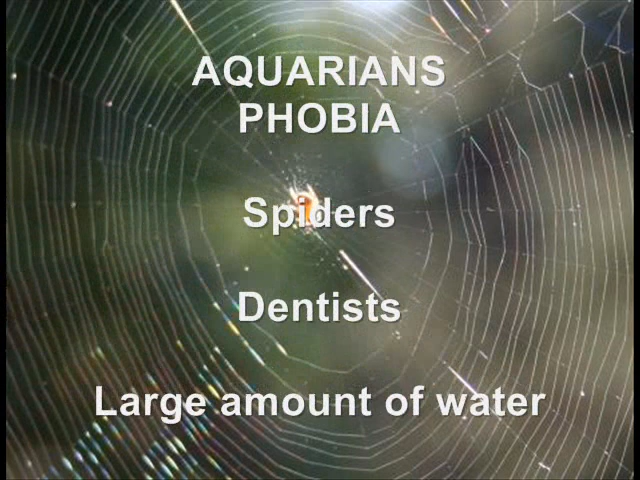 AQUARIANS
PHOBIA
Spiders
Dentists
Large amount of water